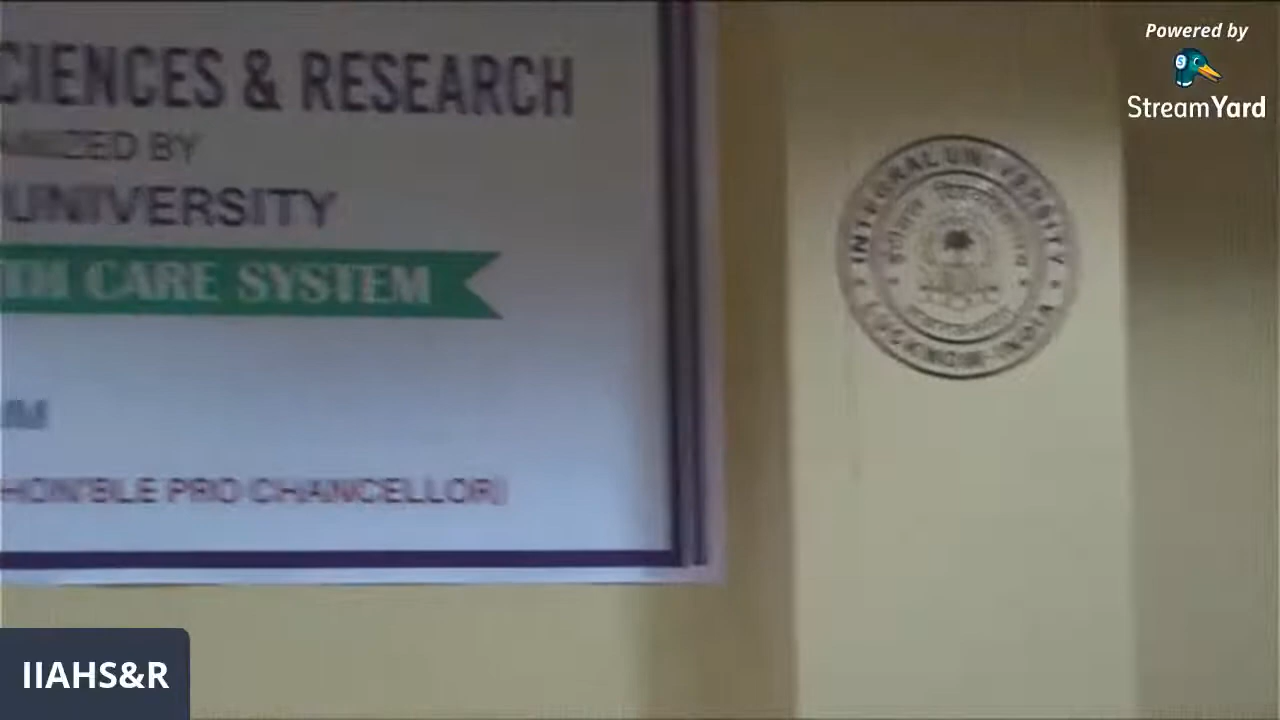 CIENCES & RESEARCH
ANIZED BY
UNIVERSITY
TH CARE SYSTEM
HON'BLE PRO CHANCELLOR)
INTEGRAL UNIVERSITY
LUCKNOW INDIA
Powered by
StreamYard
IIAHS&R